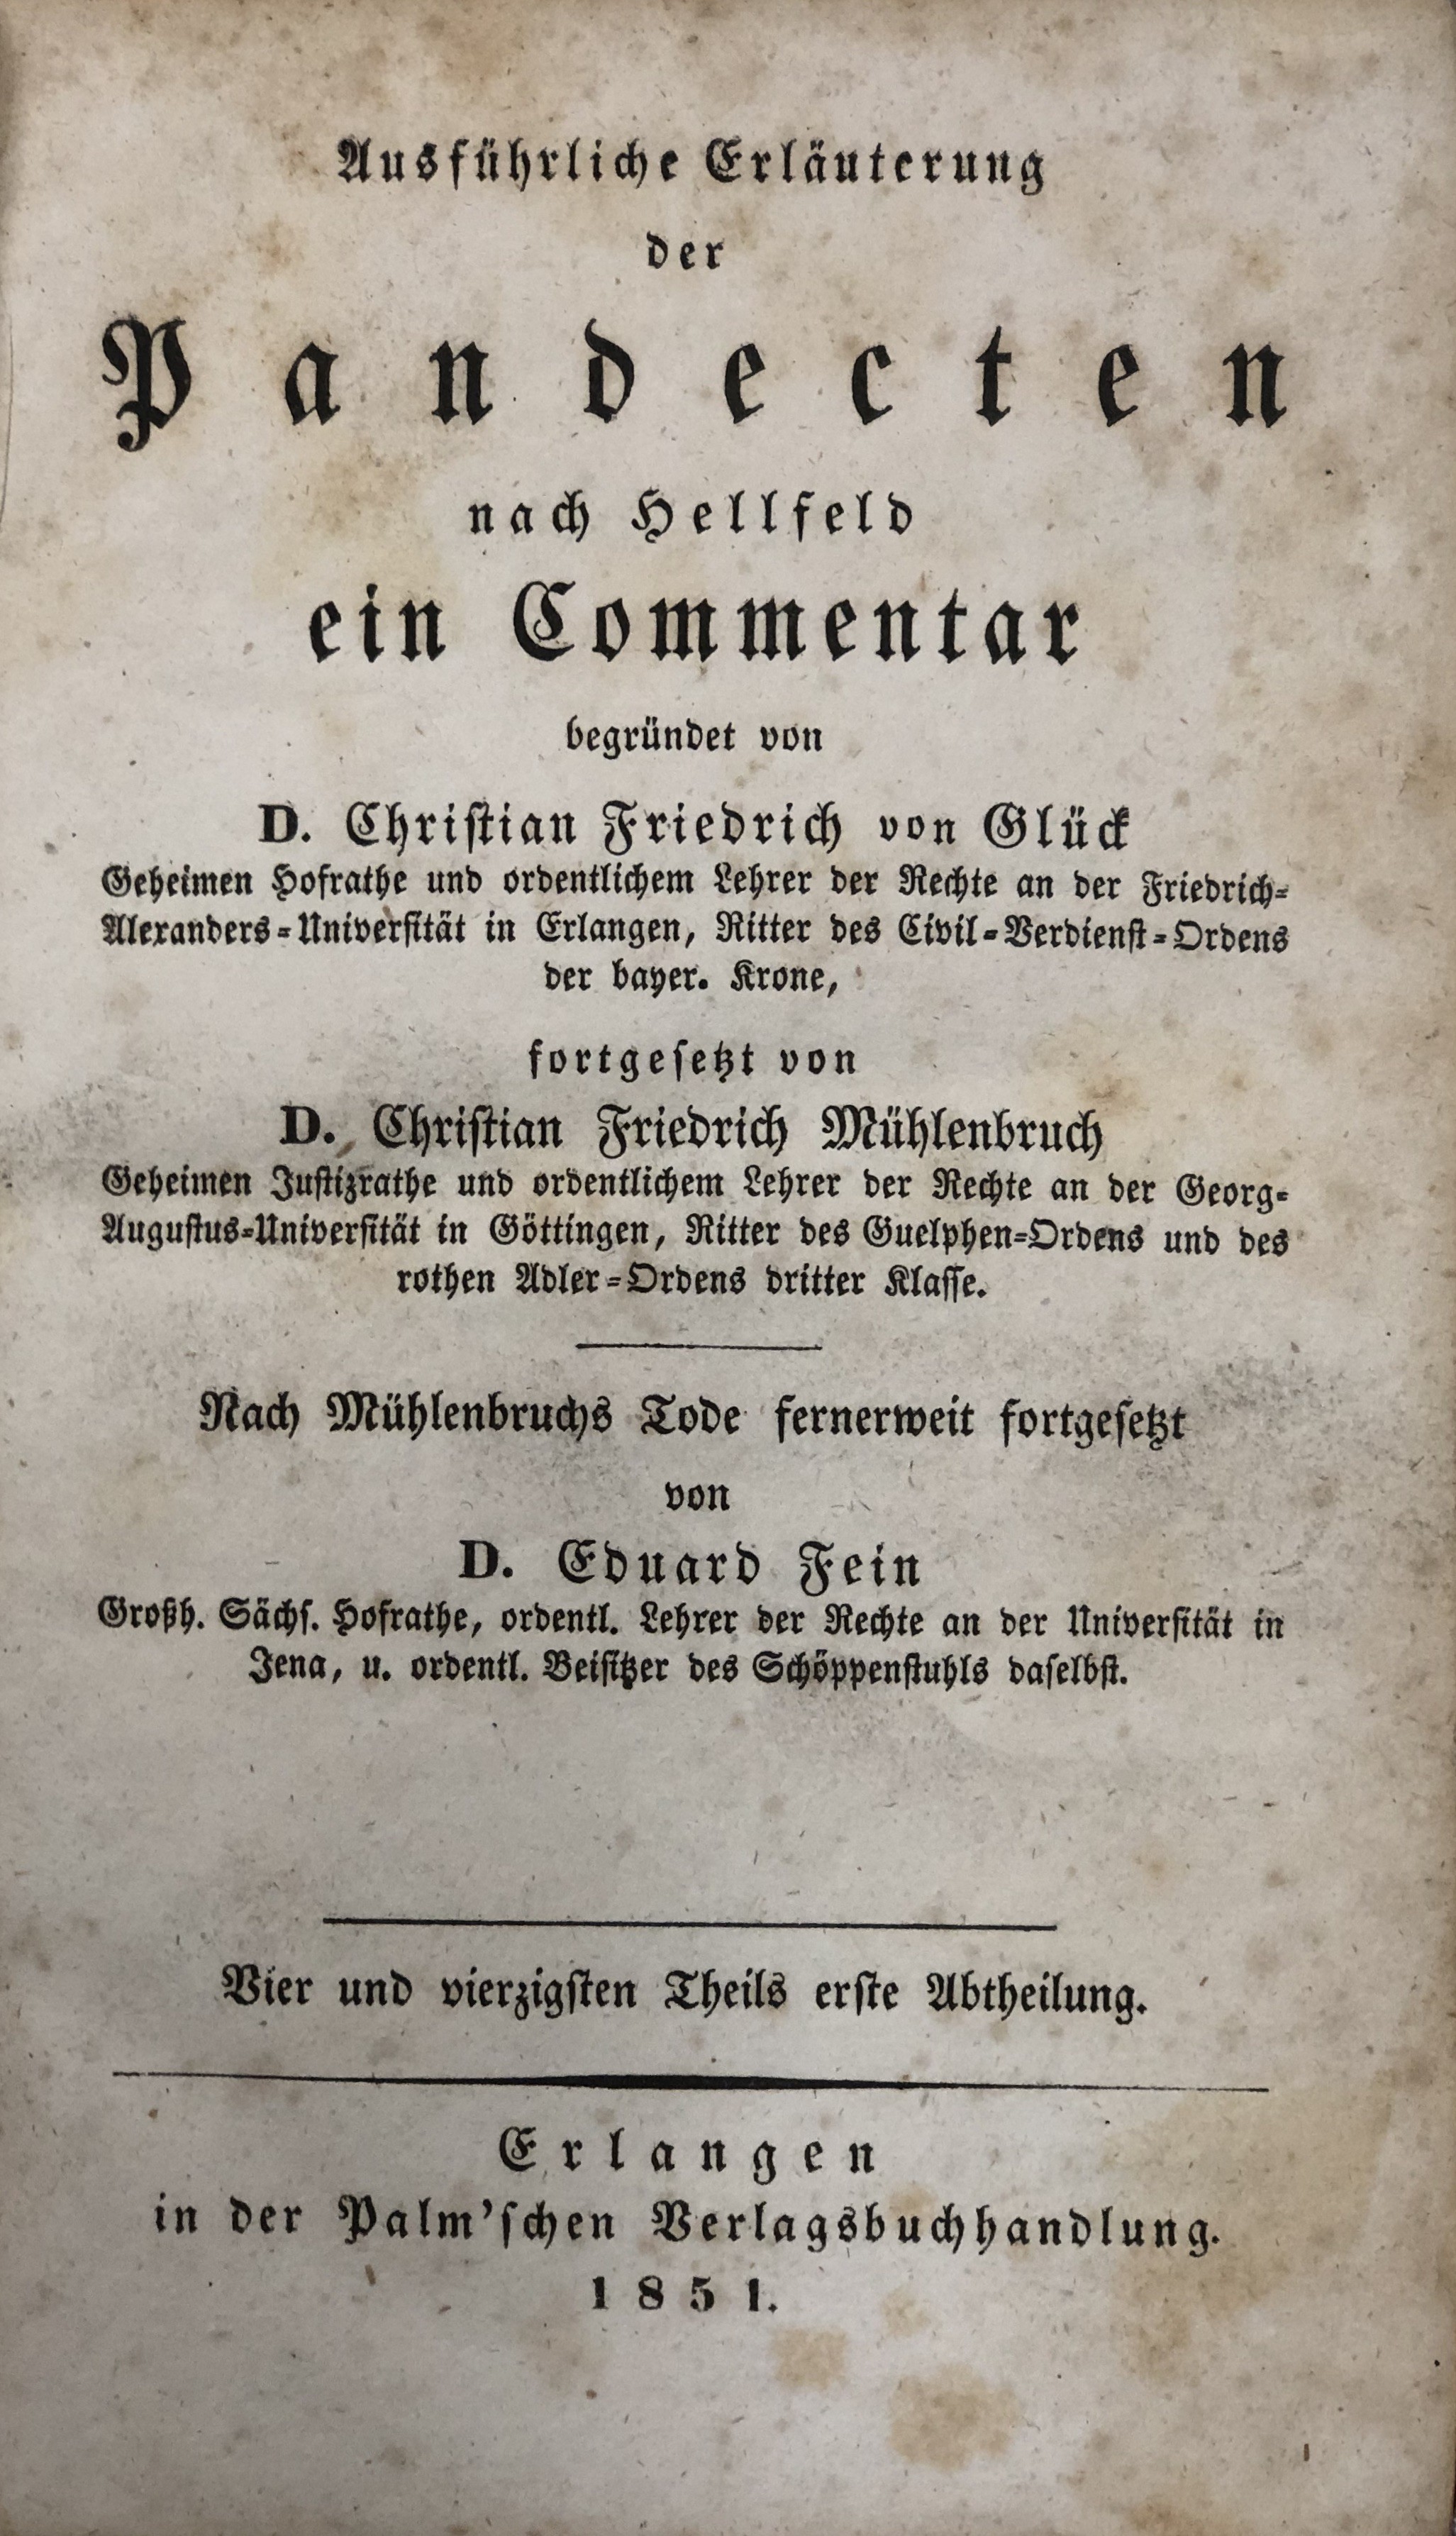 Ausführliche Erläuterung
der
Pandecten
nach Hellfeld
ein Commentar
begründet von
D. Christian Friedrich von Glück
Geheimen Hofrathe und ordentlichem Lehrer der Rechte an der Friedrich-
Alexanders-Universität in Erlangen, Ritter des Civil-Verdienst-Ordens
der bayer. Krone,
fortgesetzt von
D. Christian Friedrich Mühlenbruch
Geheimen Justizrathe und ordentlichem Lehrer der Rechte an der Georg-
Augustus-Universität in Göttingen, Ritter des Guelphen-Ordens und des
rothen Adler-Ordens dritter Klasse.
Nach Mühlenbruchs Tode fernerweit fortgesetzt
von
D. Eduard Fein
Großh. Sächs. Hofrathe, ordentl. Lehrer der Rechte an der Universität in
Jena, u. ordentl. Beisitzer des Schöppenstuhls daselbst.
Vier und vierzigsten Theils erste Abtheilung.
Erlangen
in der Palm'schen Verlagsbuchhandlung.
1851.